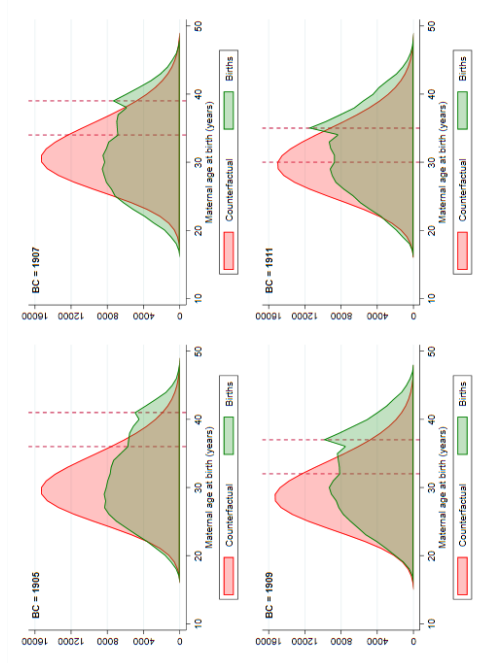 BC = 1905
16000
12000
8000
4000
0
10 20 30 40 50
Maternal age at birth (years)
Counterfactual Births
BC = 1907
16000
12000
8000
4000
0
10 20 30 40 50
Maternal age at birth (years)
Counterfactual Births
BC = 1909
16000
12000
8000
4000
0
10 20 30 40 50
Maternal age at birth (years)
Counterfactual Births
BC = 1911
16000
12000
8000
4000
0
10 20 30 40 50
Maternal age at birth (years)
Counterfactual Births